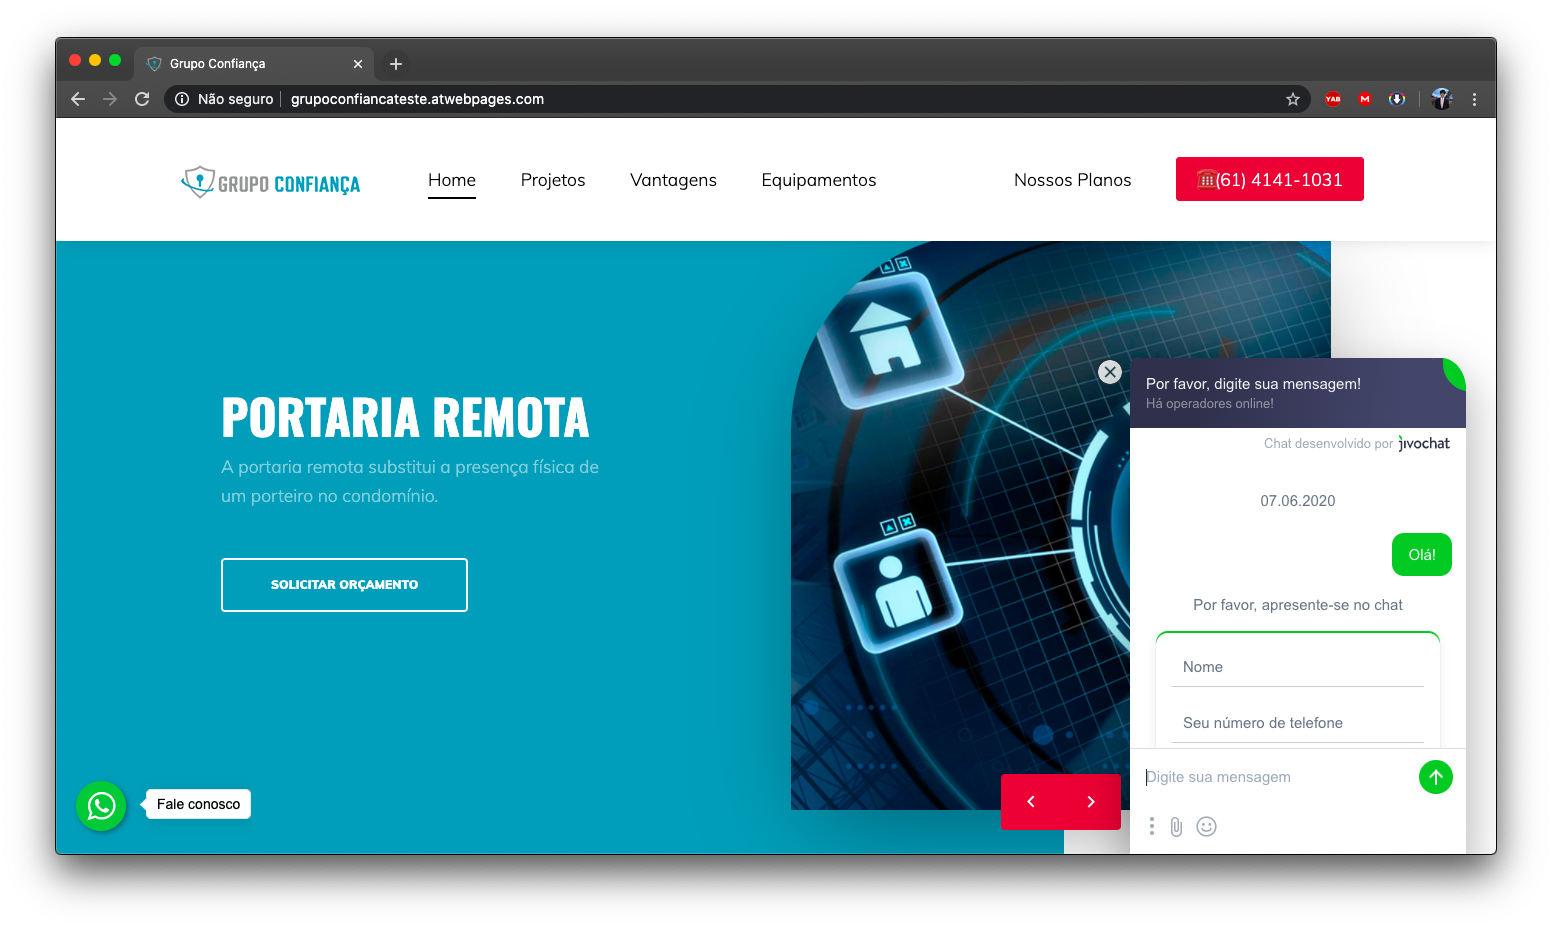 Grupo Confiança
Não seguro
grupoconfiancateste.atwebpages.com
YAB
M
GRUPO CONFIANÇA
Home
Projetos
Vantagens
Equipamentos
Nossos Planos
(61) 4141-1031
PORTARIA REMOTA
A portaria remota substitui a presença física de
um porteiro no condomínio.
SOLICITAR ORÇAMENTO
Fale conosco
Por favor, digite sua mensagem!
Há operadores online!
Chat desenvolvido por jivochat
07.06.2020
Olá!
Por favor, apresente-se no chat
Nome
Seu número de telefone
Digite sua mensagem